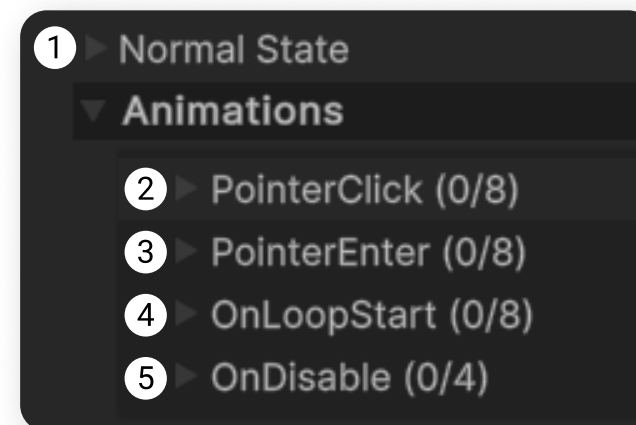 1 Normal State
Animations
2 PointerClick (0/8)
3 PointerEnter (0/8)
4 OnLoopStart (0/8)
5 OnDisable (0/4)